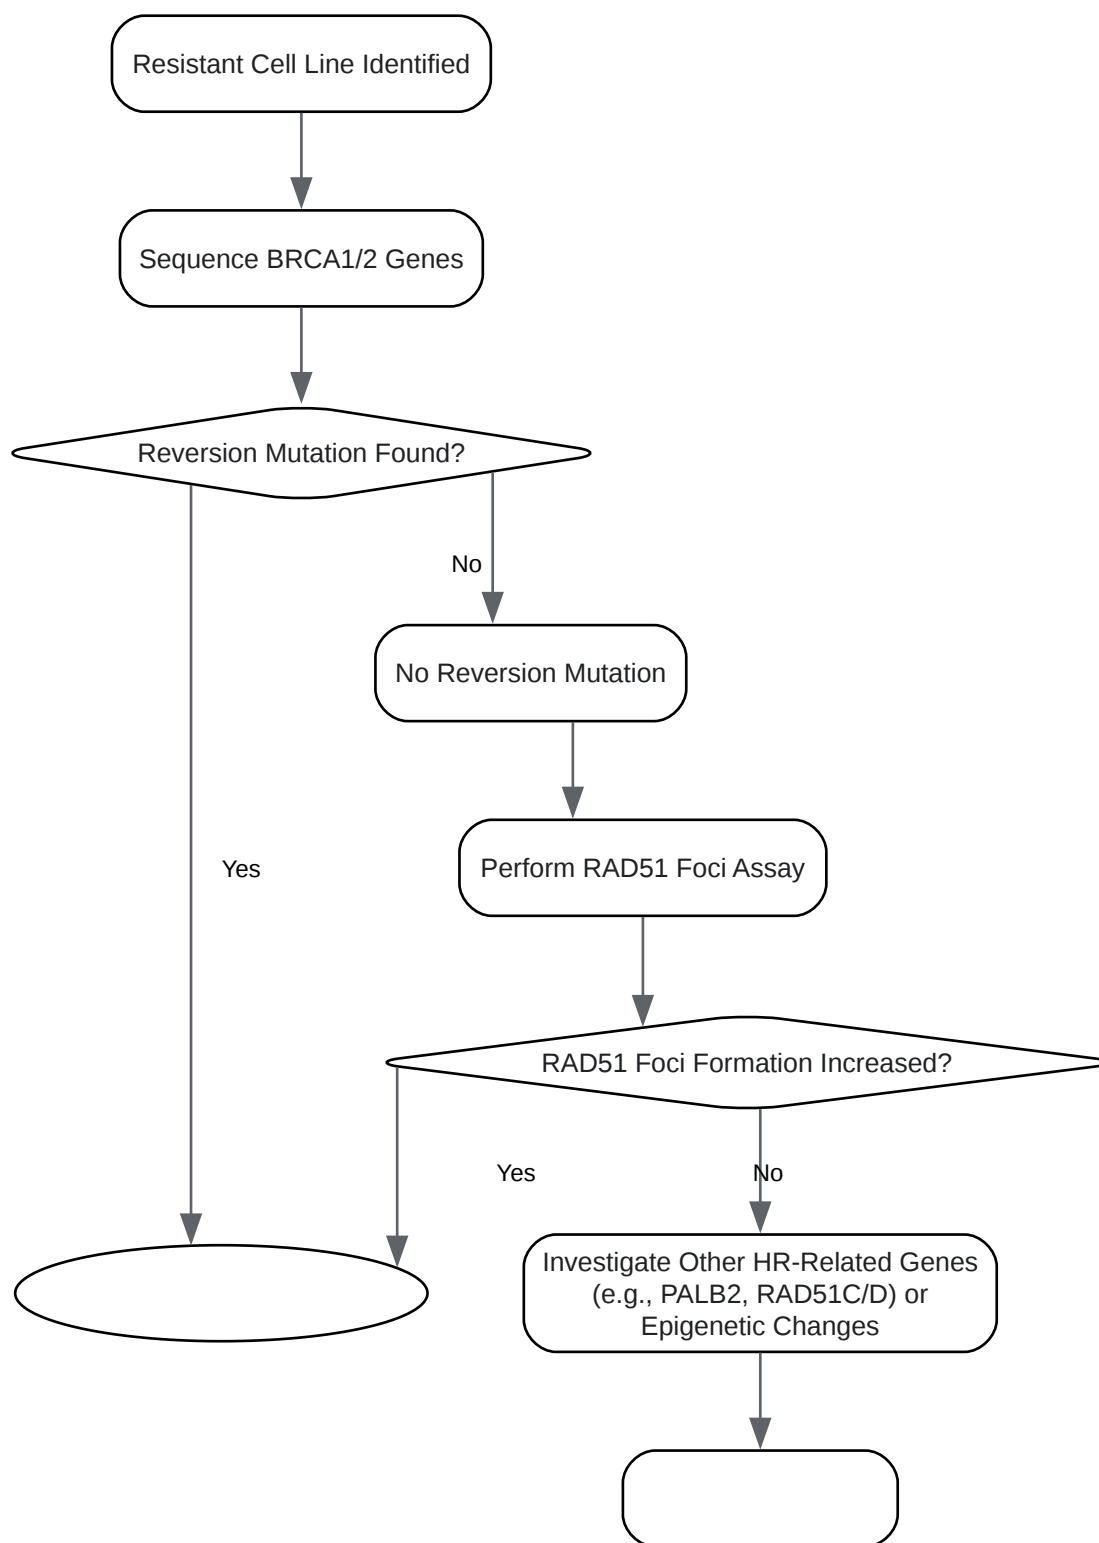 Resistant Cell Line Identified
Sequence BRCA1/2 Genes
Reversion Mutation Found?
No
No Reversion Mutation
Yes
Perform RAD51 Foci Assay
RAD51 Foci Formation Increased?
Yes
No
Investigate Other HR-Related Genes
(e.g., PALB2, RAD51C/D) or
Epigenetic Changes